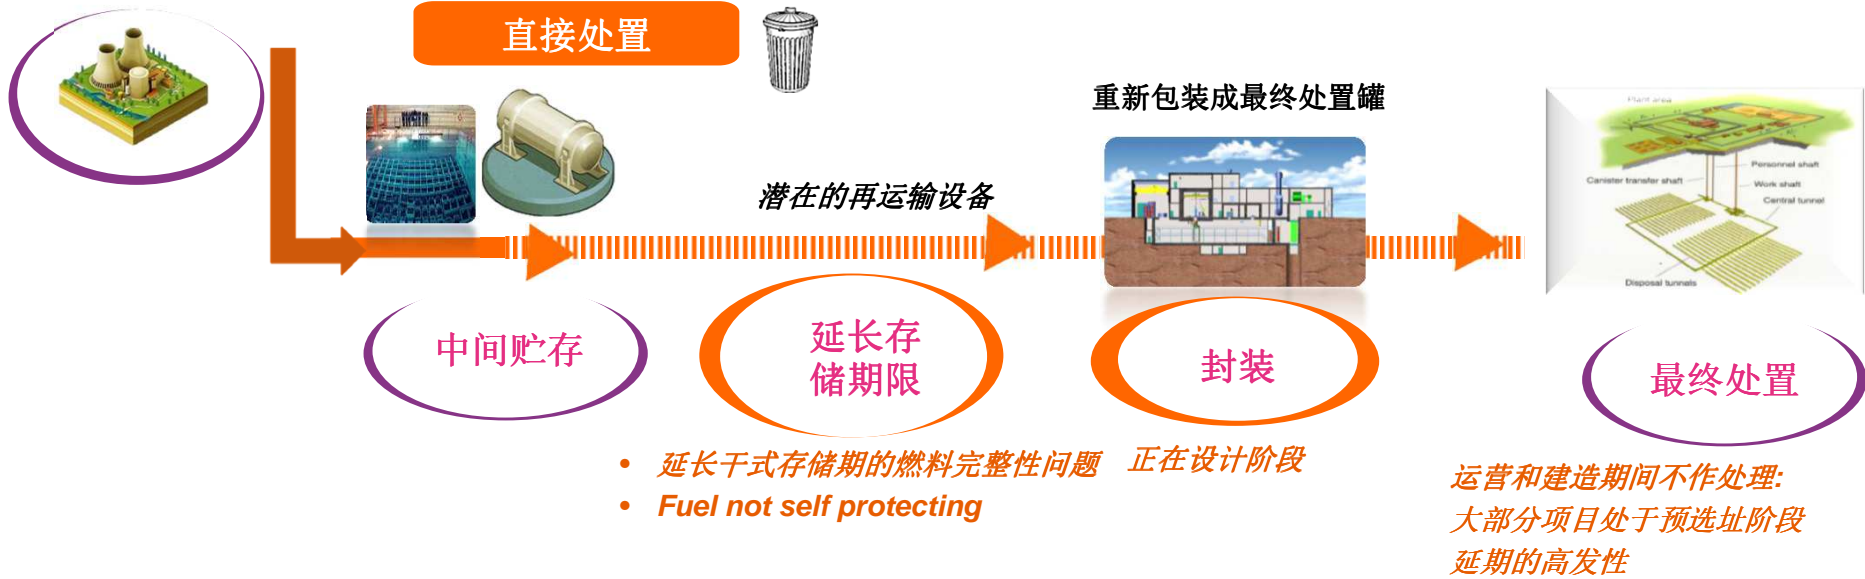 直接处置
重新包装成最终处置罐
潜在的再运输设备
Plant area
Personnel shaft
Canister transfer shaft
Work shaft
Central tunnel
Disposal tunnels
中间贮存
延长存
储期限
封装
最终处置
• 延长干式存储期的燃料完整性问题
• Fuel not self protecting
正在设计阶段
运营和建造期间不作处理:
大部分项目处于预选址阶段
延期的高发性